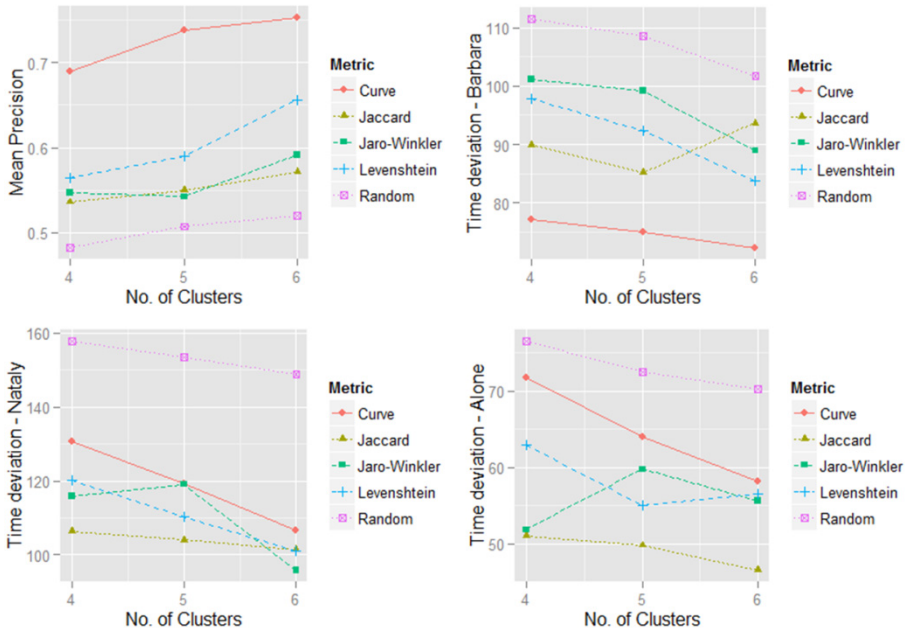 Mean Precision
0.7
0.6
0.5
4
5
6
No. of Clusters
Metric
Curve
Jaccard
Jaro-Winkler
Levenshtein
Random
Time deviation - Barbara
110
100
90
80
4
5
6
No. of Clusters
Metric
Curve
Jaccard
Jaro-Winkler
Levenshtein
Random
Time deviation - Nataly
160
140
120
100
4
5
6
No. of Clusters
Metric
Curve
Jaccard
Jaro-Winkler
Levenshtein
Random
Time deviation - Alone
70
60
50
4
5
6
No. of Clusters
Metric
Curve
Jaccard
Jaro-Winkler
Levenshtein
Random